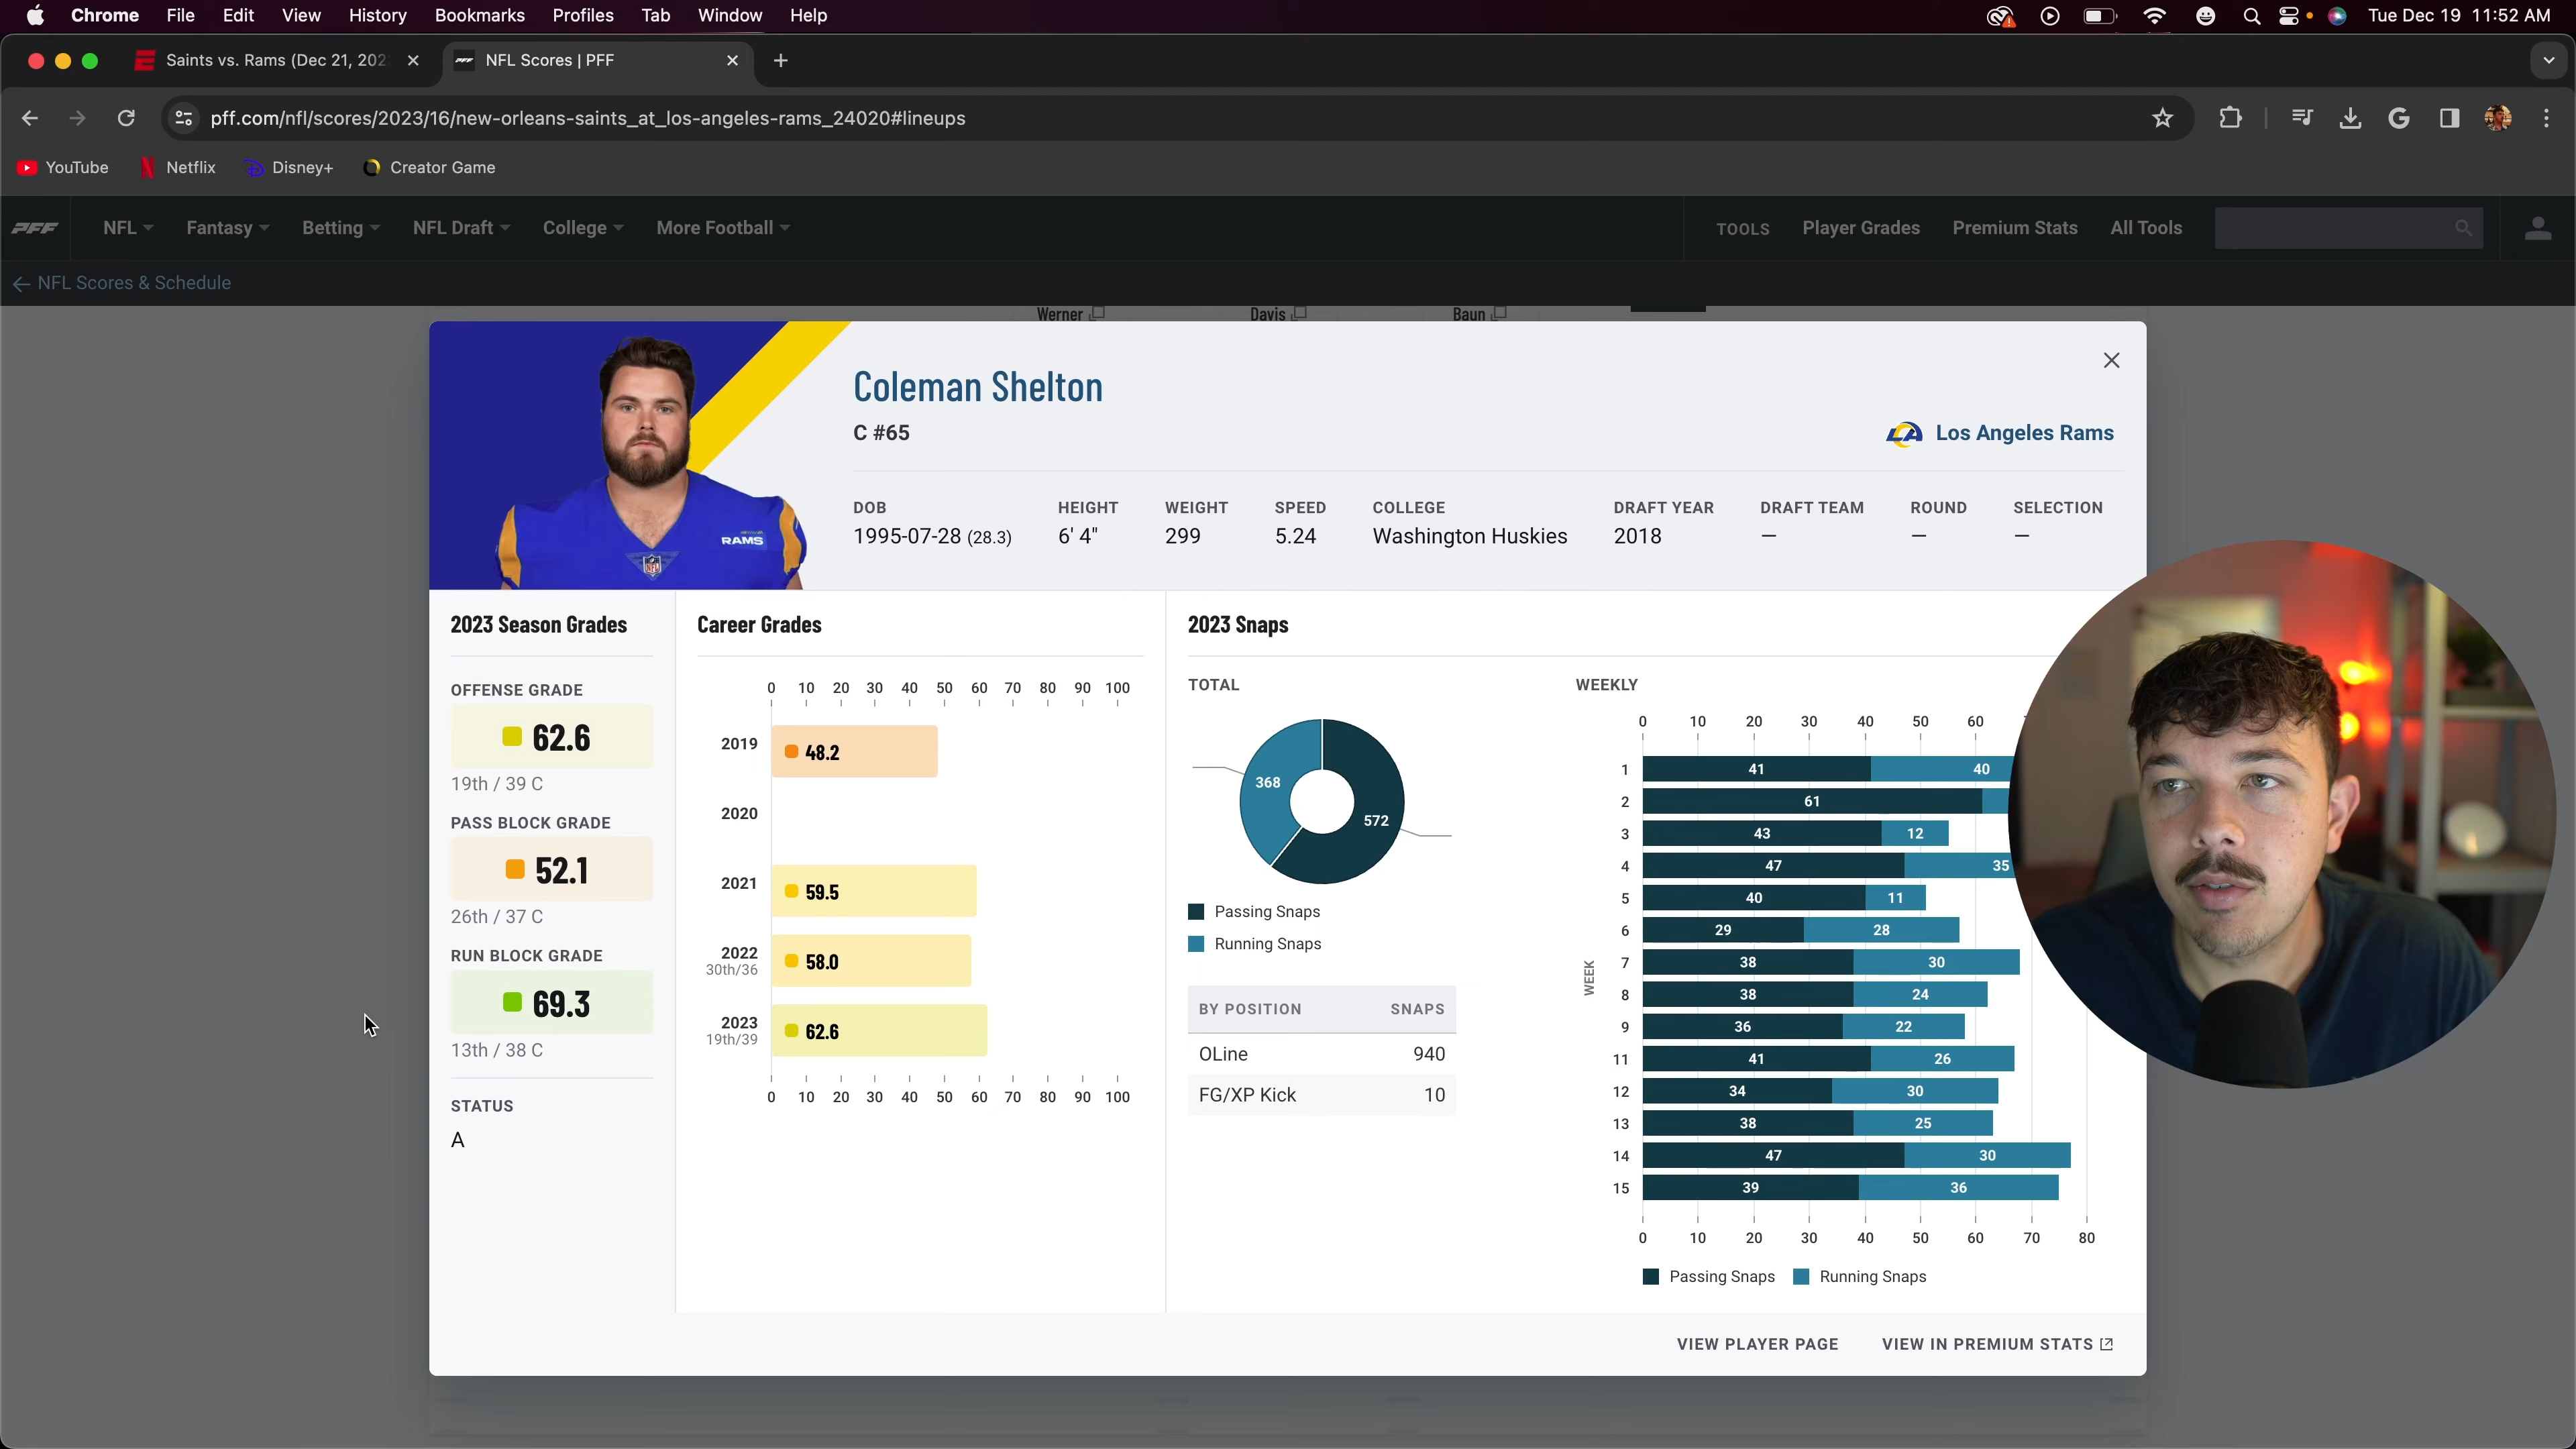 Chrome File Edit View History Bookmarks Profiles Tab Window Help Tue Dec 19 11:52 AM
Saints vs. Rams (Dec 21, 202 NFL Scores | PFF
pff.com/nfl/scores/2023/16/new-orleans-saints_at_los-angeles-rams_24020#lineups
YouTube Netflix Disney+ Creator Game
PFF NFL Fantasy Betting NFL Draft College More Football TOOLS Player Grades Premium Stats All Tools
NFL Scores & Schedule
Werner Davis Baun
Coleman Shelton
C #65
Los Angeles Rams
DOB HEIGHT WEIGHT SPEED COLLEGE DRAFT YEAR DRAFT TEAM ROUND SELECTION
1995-07-28 (28.3) 6' 4" 299 5.24 Washington Huskies 2018 — — —
RAMS
NFL
2023 Season Grades
OFFENSE GRADE
62.6
19th / 39 C
PASS BLOCK GRADE
52.1
26th / 37 C
RUN BLOCK GRADE
69.3
13th / 38 C
STATUS
A
Career Grades
0 10 20 30 40 50 60 70 80 90 100
2019 48.2
2020
2021 59.5
2022 58.0
30th/36
2023 62.6
19th/39
0 10 20 30 40 50 60 70 80 90 100
2023 Snaps
TOTAL
368
572
Passing Snaps
Running Snaps
BY POSITION SNAPS
OLine 940
FG/XP Kick 10
WEEKLY
0 10 20 30 40 50 60
WEEK
1 41 40
2 61
3 43 12
4 47 35
5 40 11
6 29 28
7 38 30
8 38 24
9 36 22
11 41 26
12 34 30
13 38 25
14 47 30
15 39 36
0 10 20 30 40 50 60 70 80
Passing Snaps Running Snaps
VIEW PLAYER PAGE VIEW IN PREMIUM STATS